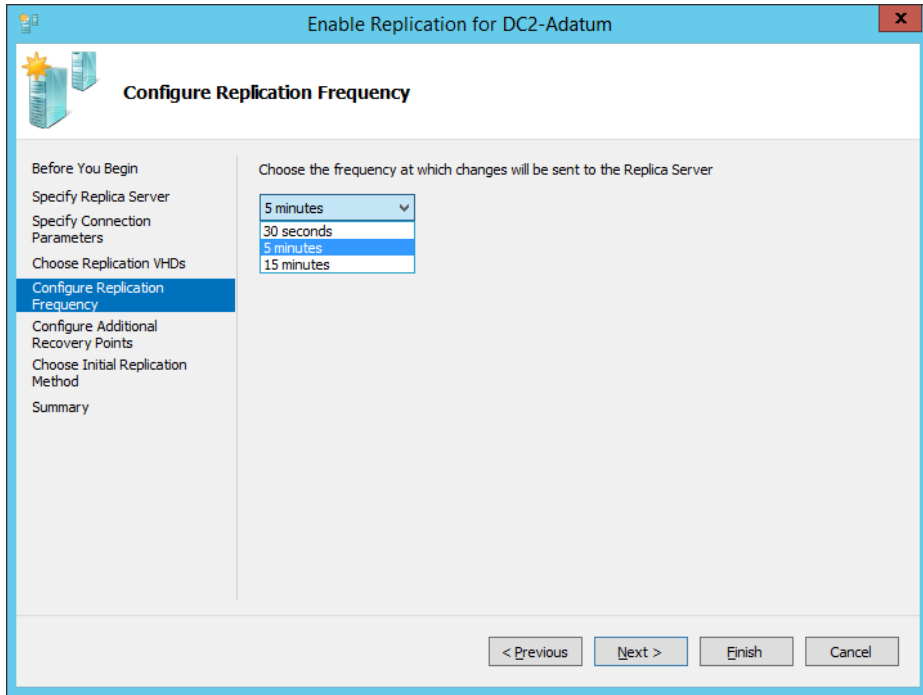 Enable Replication for DC2-Adatum
x
Configure Replication Frequency
Before You Begin
Specify Replica Server
Specify Connection
Parameters
Choose Replication VHDs
Configure Replication
Frequency
Configure Additional
Recovery Points
Choose Initial Replication
Method
Summary
Choose the frequency at which changes will be sent to the Replica Server
5 minutes
30 seconds
5 minutes
15 minutes
< Previous
Next >
Finish
Cancel